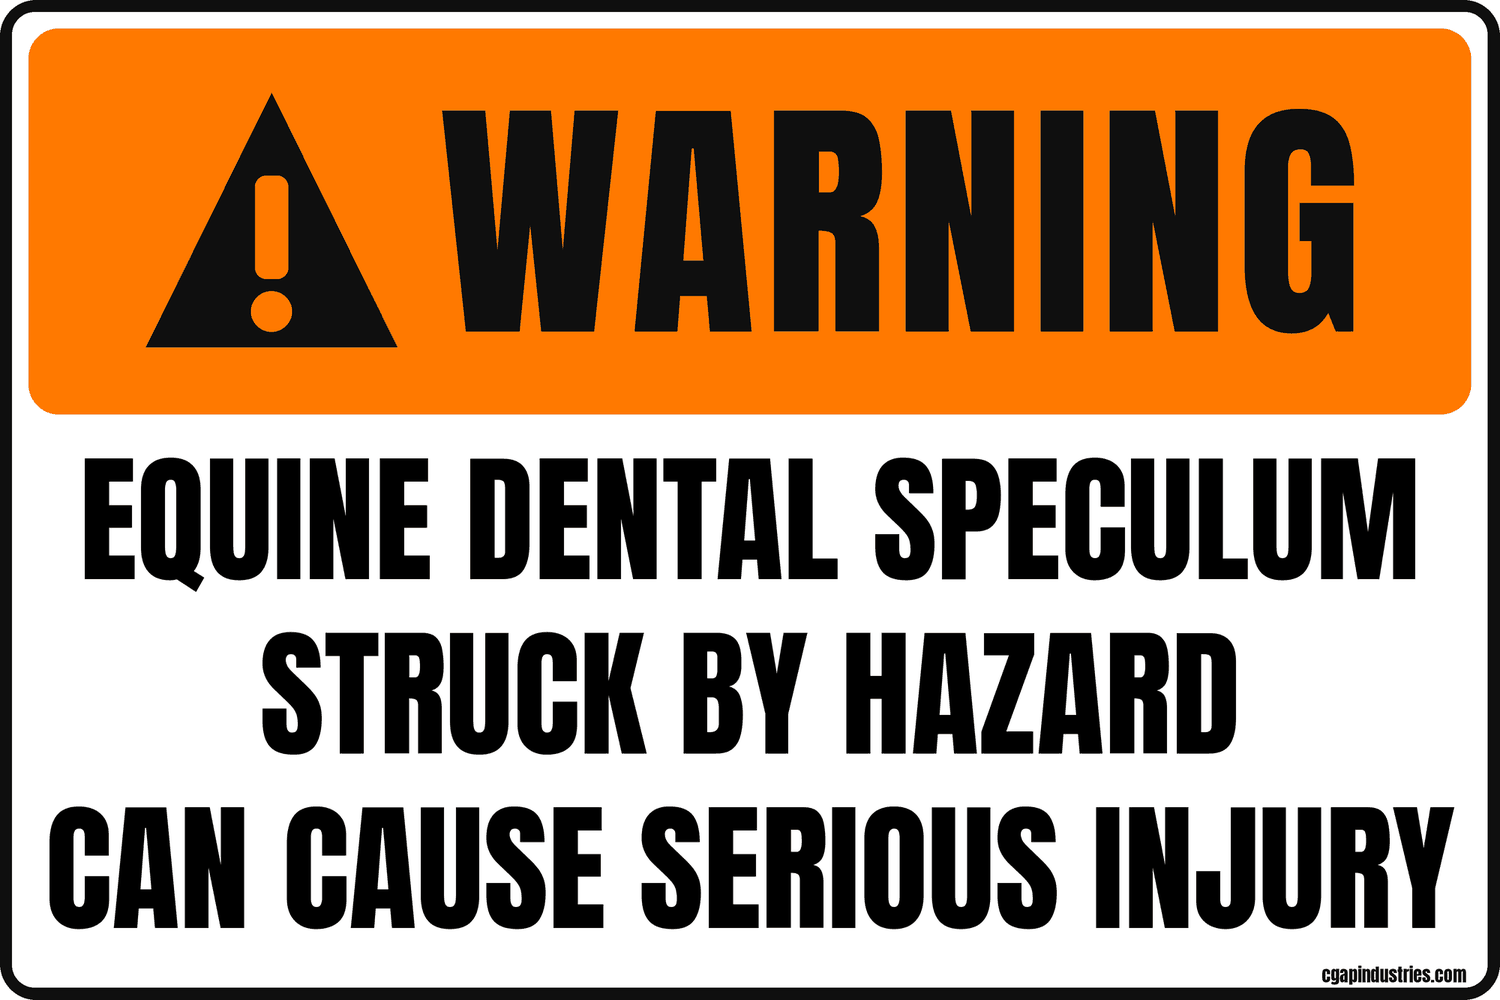 WARNING
EQUINE DENTAL SPECULUM
STRUCK BY HAZARD
CAN CAUSE SERIOUS INJURY
cgapindustries.com